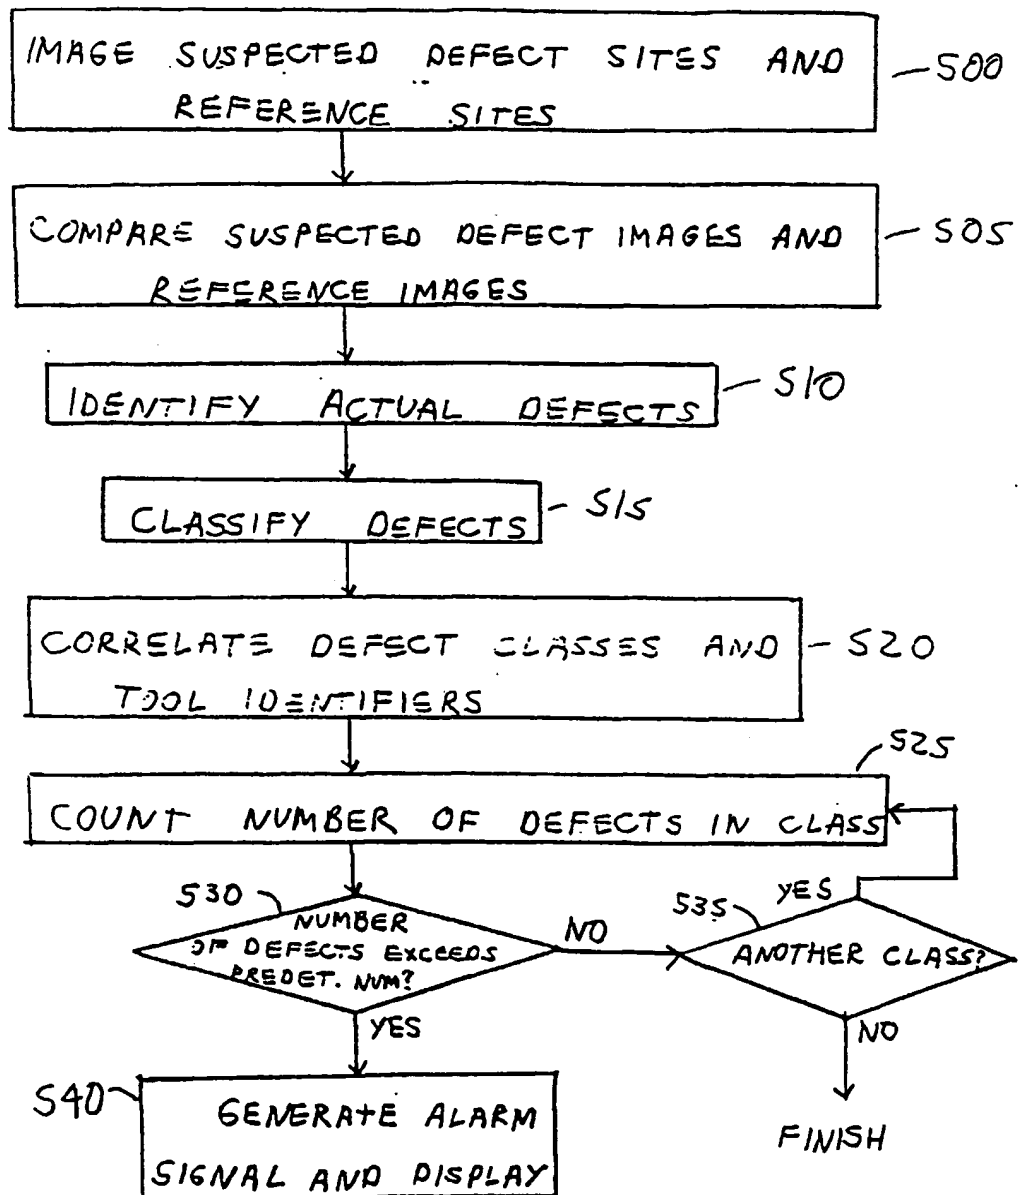 IMAGE SUSPECTED DEFECT SITES AND
REFERENCE SITES
500
COMPARE SUSPECTED DEFECT IMAGES AND
REFERENCE IMAGES
505
IDENTIFY ACTUAL DEFECTS
510
CLASSIFY DEFECTS
515
CORRELATE DEFECT CLASSES AND
TOOL IDENTIFIERS
520
525
COUNT NUMBER OF DEFECTS IN CLASS
530
NUMBER
OF DEFECTS EXCEEDS
PREDET. NUM?
NO
YES
535
YES
ANOTHER CLASS?
NO
540
GENERATE ALARM
SIGNAL AND DISPLAY
FINISH